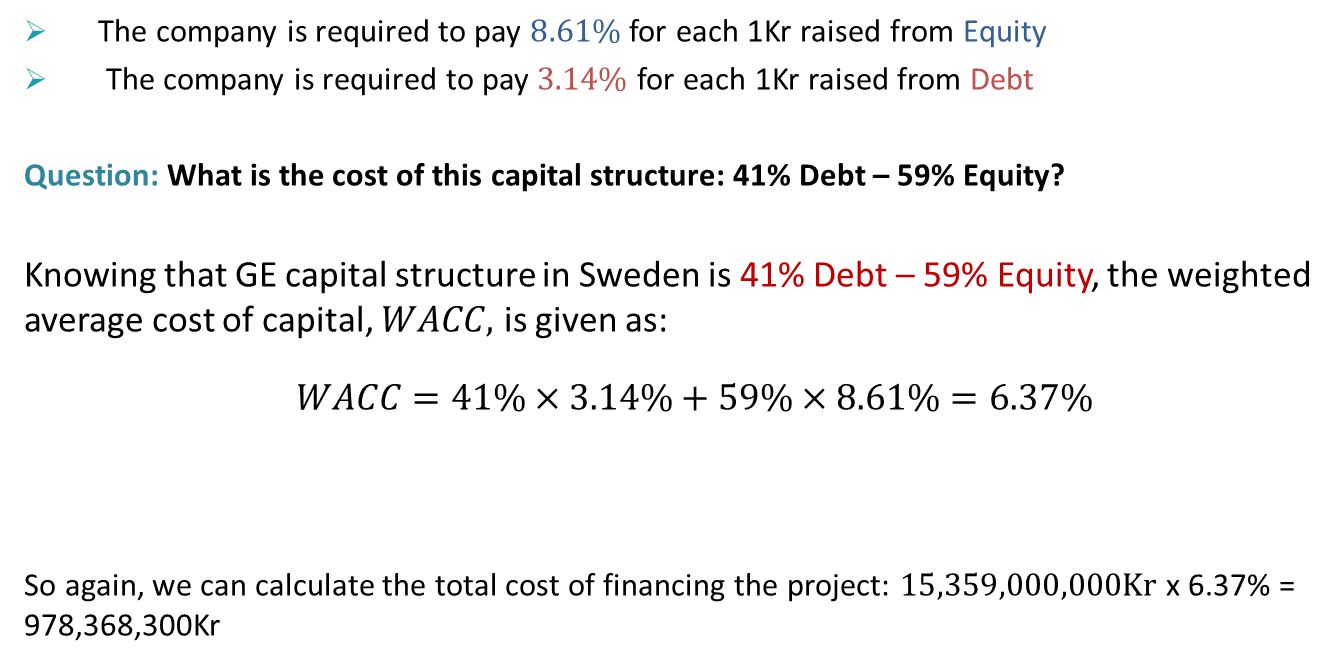 ➢ The company is required to pay 8.61% for each 1Kr raised from Equity
➢ The company is required to pay 3.14% for each 1Kr raised from Debt
Question: What is the cost of this capital structure: 41% Debt – 59% Equity?
Knowing that GE capital structure in Sweden is 41% Debt – 59% Equity, the weighted
average cost of capital, WACC, is given as:
WACC = 41% × 3.14% + 59% × 8.61% = 6.37%
So again, we can calculate the total cost of financing the project: 15,359,000,000Kr x 6.37% =
978,368,300Kr